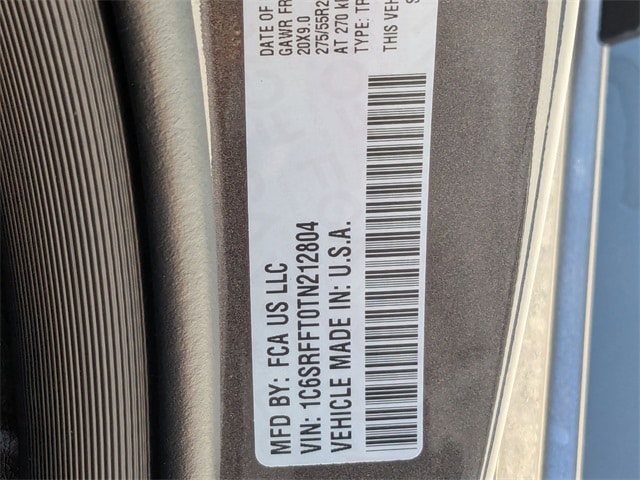 MFD BY: FCA US LLC
VIN: 1C6SRFFT0TN212804
VEHICLE MADE IN: U.S.A.
DATE OF
GAWR FR
20X9.0
275/55R2
AT 270 K
TYPE: TR
THIS VEH